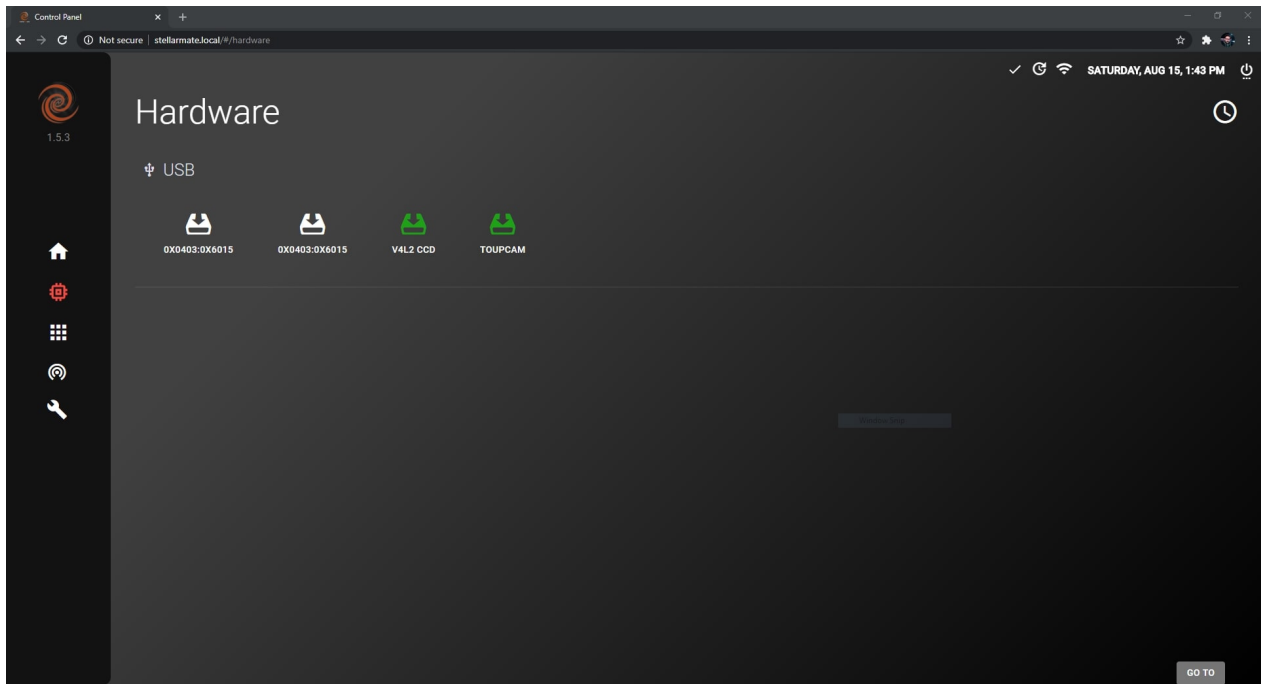 Control Panel
Not secure | stellarmate.local/#/hardware
SATURDAY, AUG 15, 1:43 PM
1.5.3
Hardware
USB
0X0403:0X6015 0X0403:0X6015 V4L2 CCD TOUPCAM
GO TO